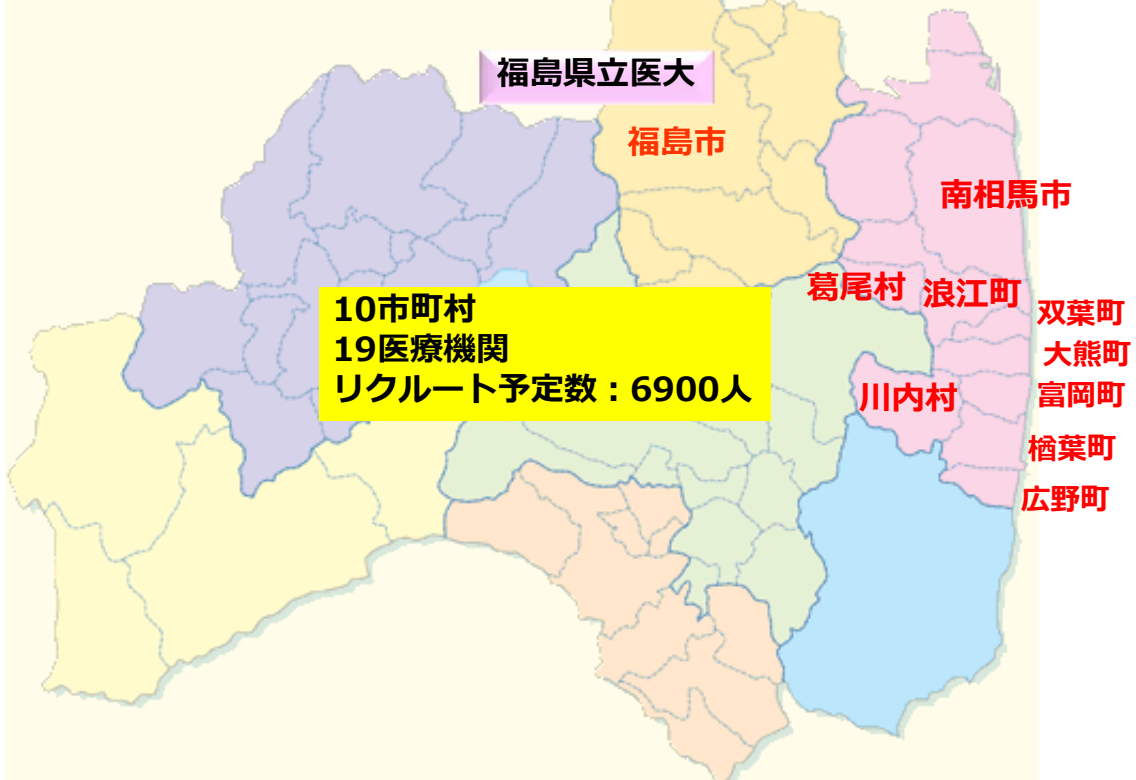 福島県立医大
福島市
南相馬市
葛尾村
浪江町
双葉町
大熊町
富岡町
川内村
楢葉町
広野町
10市町村
19医療機関
リクルート予定数：6900人